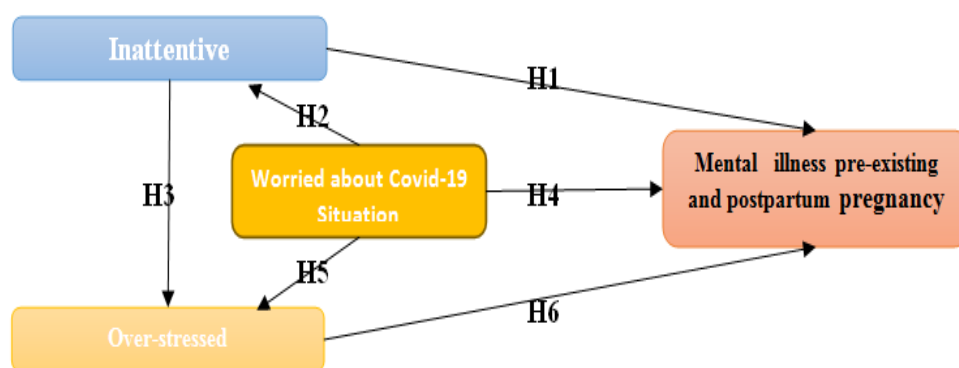 Inattentive
H1
H2
Worried about Covid-19
Situation
Mental illness pre-existing
and postpartum pregnancy
H3
H4
H5
H6
Over-stressed